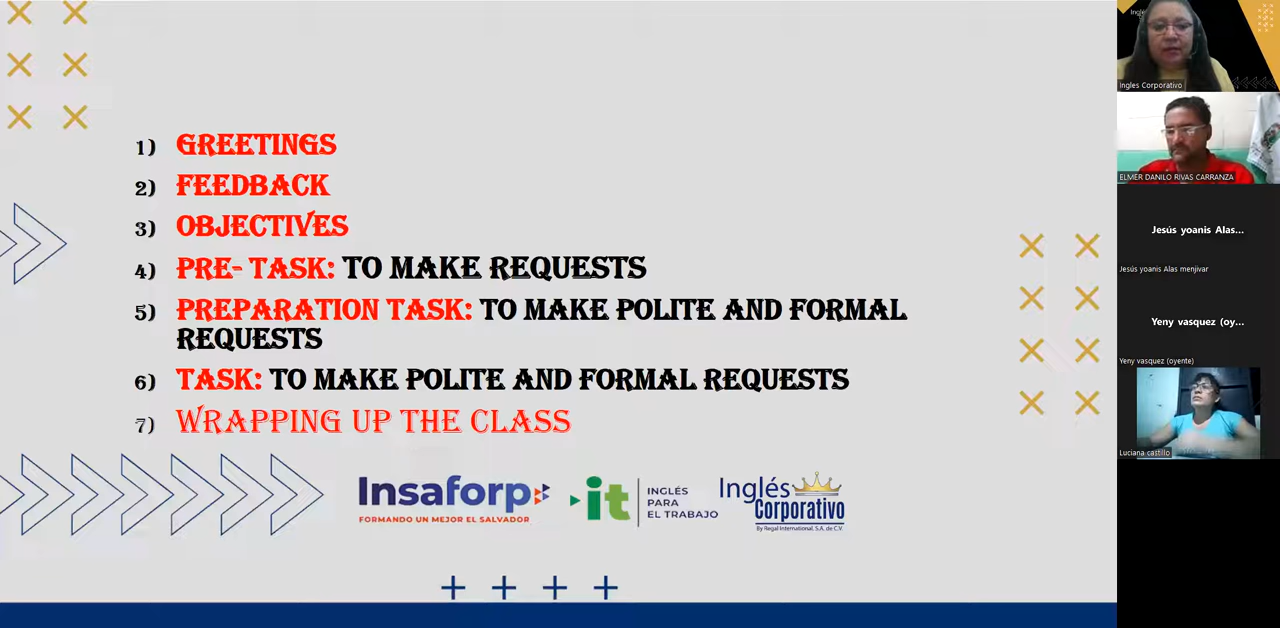 1) GREETINGS
2) FEEDBACK
3) OBJECTIVES
4) PRE- TASK: TO MAKE REQUESTS
5) PREPARATION TASK: TO MAKE POLITE AND FORMAL
REQUESTS
6) TASK: TO MAKE POLITE AND FORMAL REQUESTS
7) WRAPPING UP THE CLASS
Insaforp
FORMANDO UN MEJOR EL SALVADOR
it
INGLÉS
PARA
EL TRABAJO
Inglés
Corporativo
By Regal International, S.A. de C.V.
Ingles Corporativo
ELMER DANILO RIVAS CARRANZA
Jesús yoanis Alas...
Jesús yoanis Alas menjivar
Yeny vasquez (oy...
Yeny vasquez (oyente)
Luciana castillo